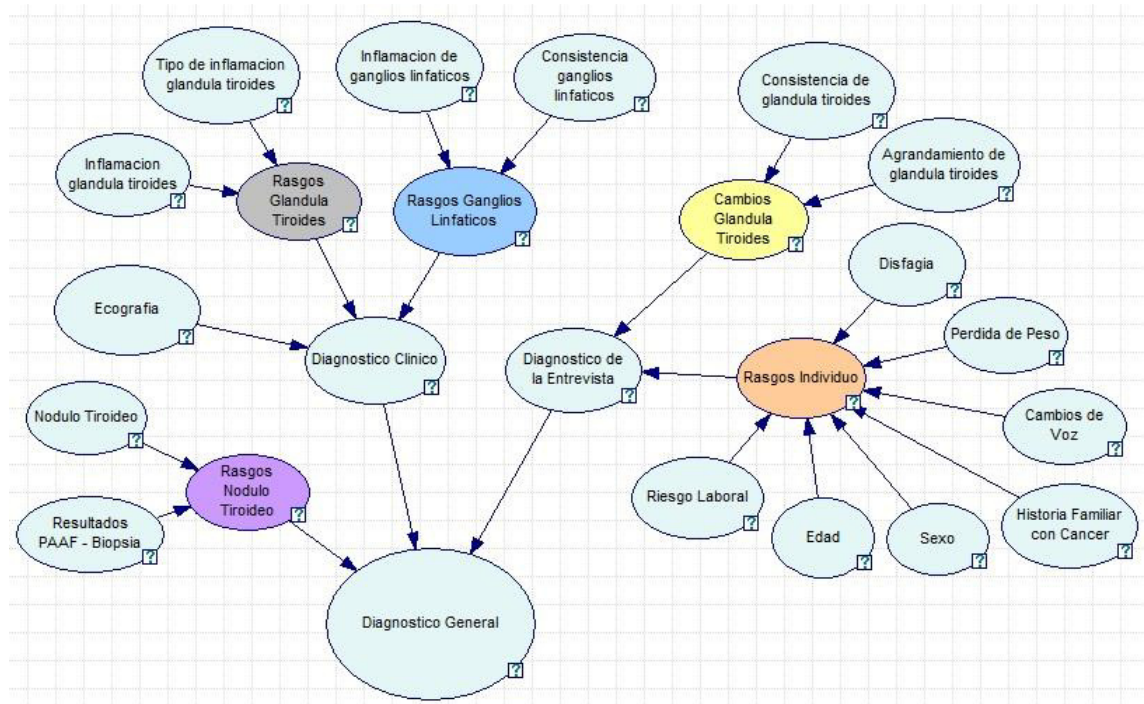 Tipo de inflamacion
glandula tiroides
?
Inflamacion de
ganglios linfaticos
?
Consistencia
ganglios
linfaticos
?
Consistencia de
glandula tiroides
?
Inflamacion
glandula tiroides
?
Rasgos
Glandula
Tiroides
?
Rasgos Ganglios
Linfaticos
?
Cambios
Glandula
Tiroides
?
Agrandamiento de
glandula tiroides
?
Disfagia
?
Ecografia
?
Diagnostico Clinico
?
Diagnostico de
la Entrevista
?
Rasgos Individuo
?
Perdida de Peso
?
Nodulo Tiroideo
?
Cambios de
Voz
?
Rasgos
Nodulo
Tiroideo
?
Resultados
PAAF - Biopsia
?
Riesgo Laboral
?
Edad
?
Sexo
?
Historia Familiar
con Cancer
?
Diagnostico General
?